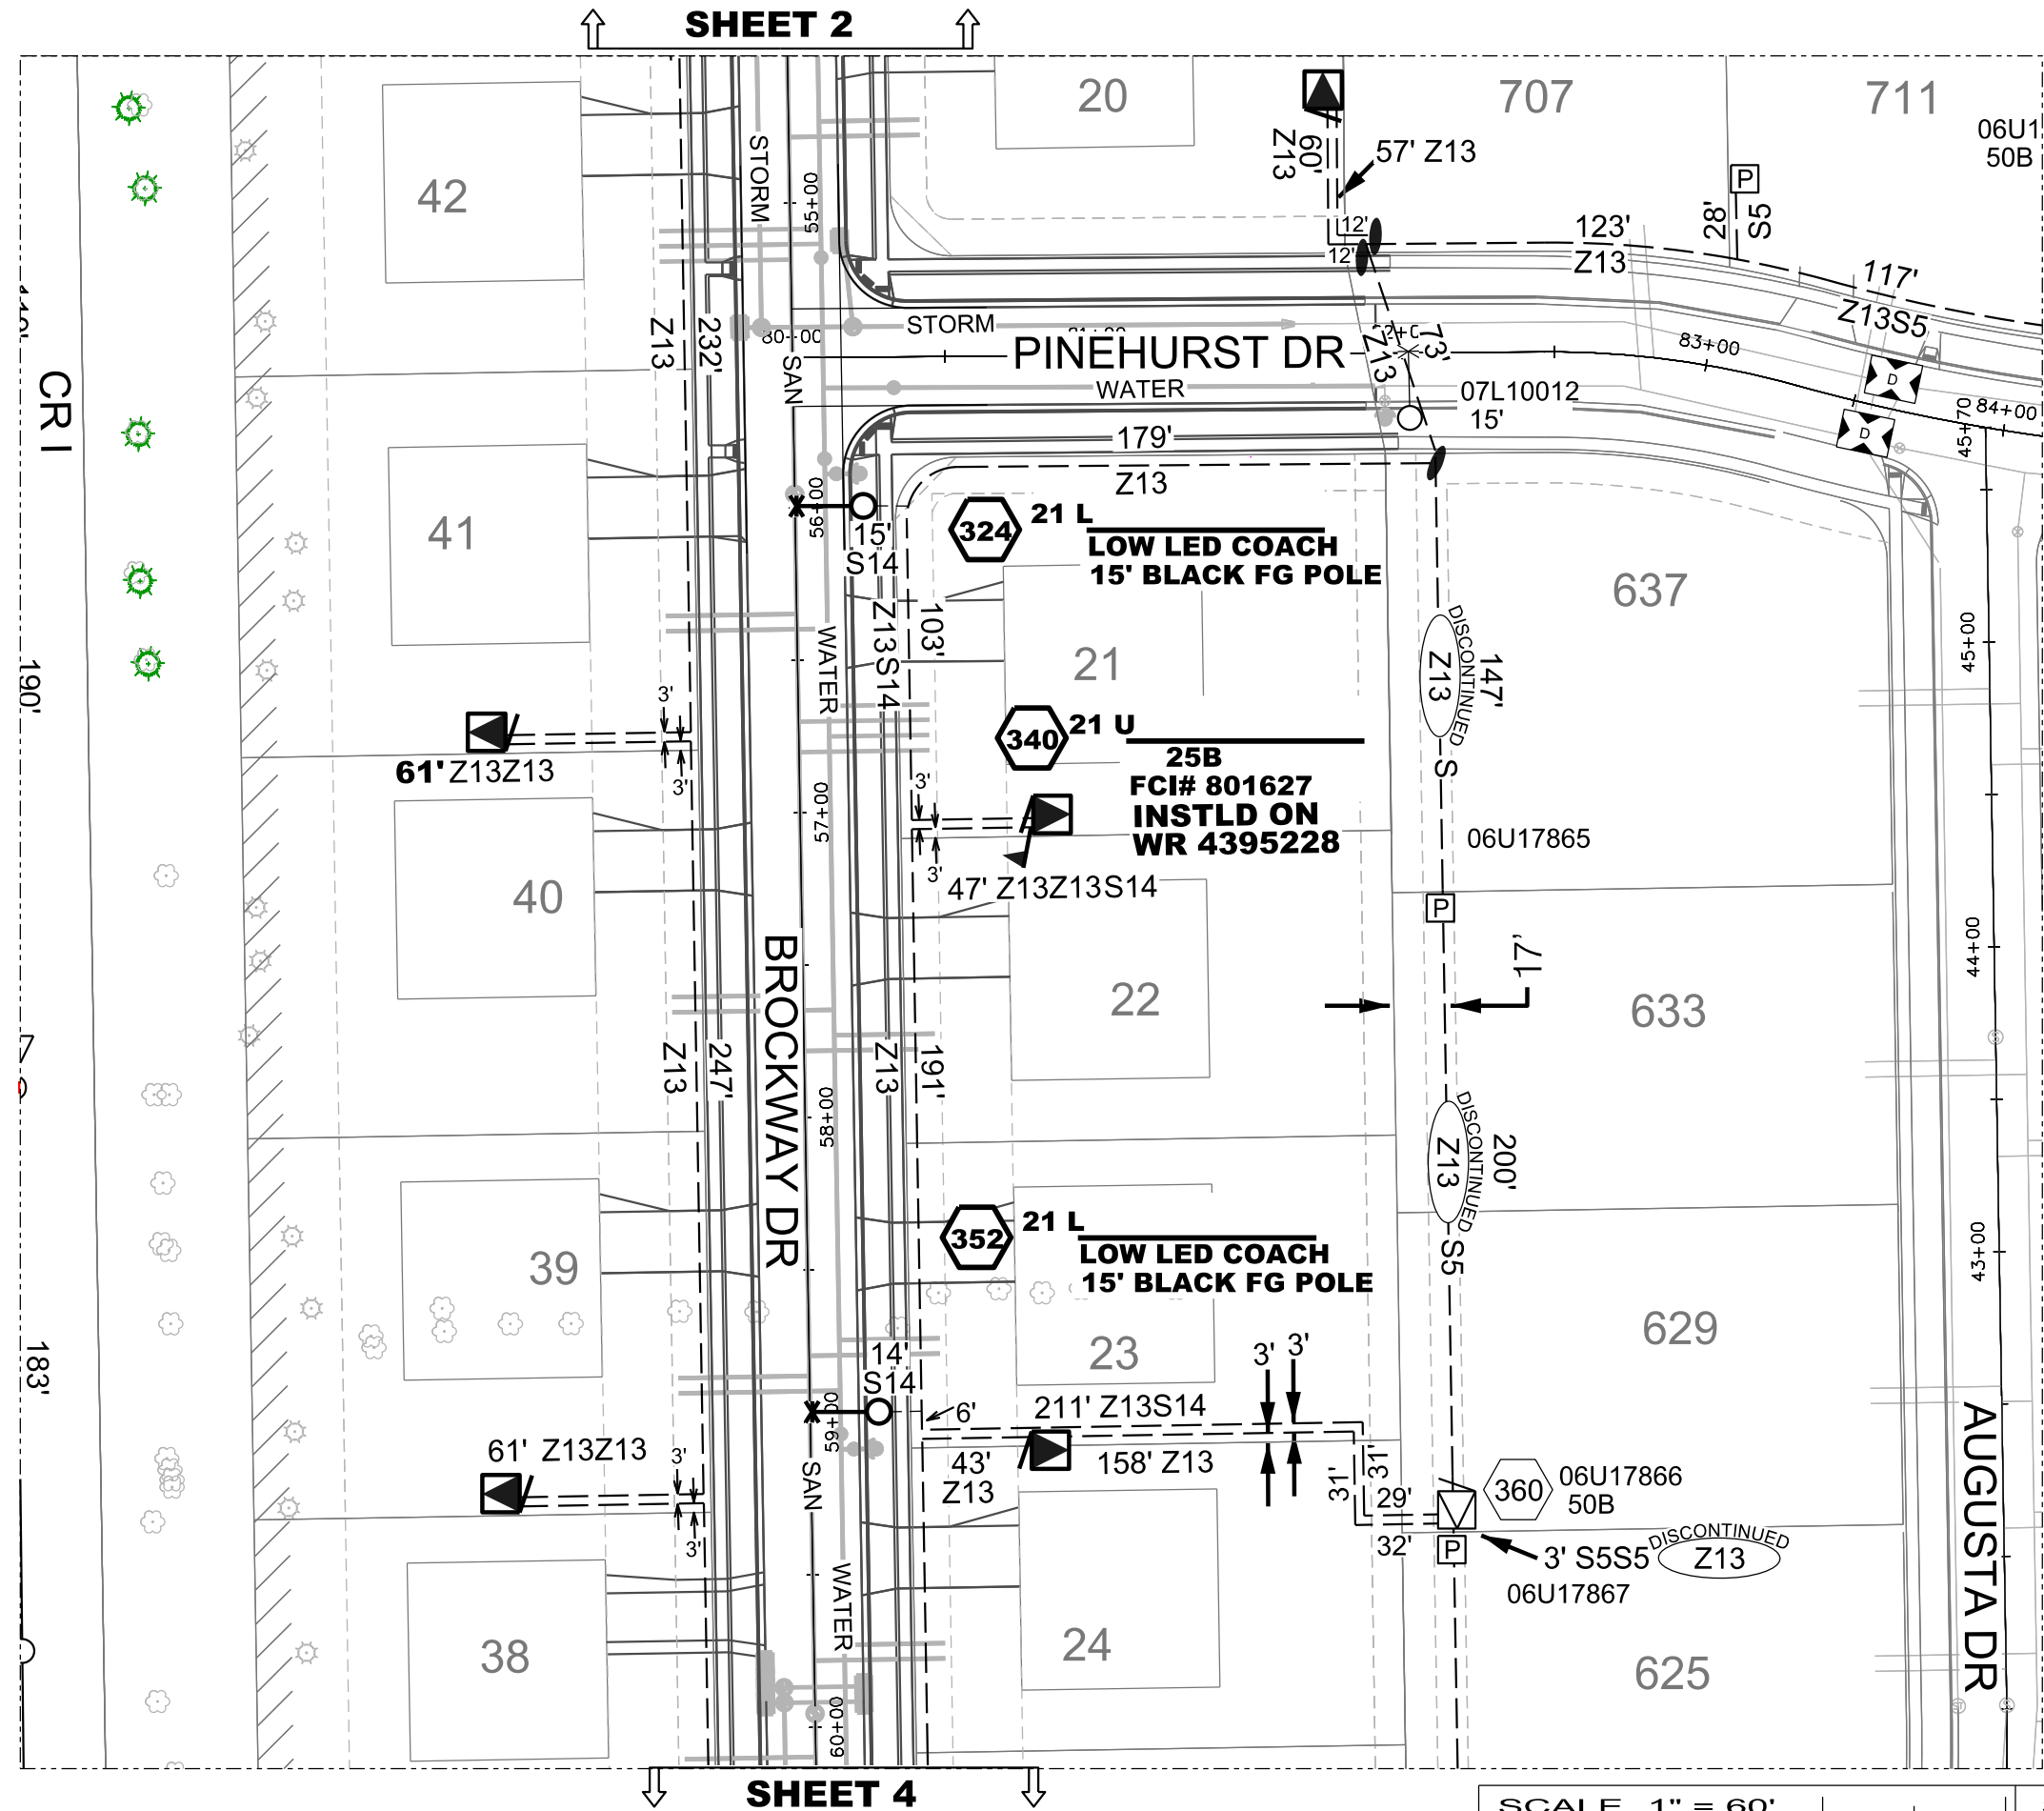 SHEET 2
20
707
711
06U1
50B
42
STORM
55+00
60'
Z13
57' Z13
P
28'
S5
12'
12'
123'
Z13
117'
Z13S5
CR I
Z13
232'
80+00
STORM
PINEHURST DR
SAN
WATER
Z13
73'
83+00
D
D
84+00
45+70
07L10012
15'
179'
Z13
41
56+00
15'
S14
324
21 L
LOW LED COACH
15' BLACK FG POLE
637
45+00
190'
WATER
Z13S14
103'
21
DISCONTINUED
Z13
147'
S
3'
3'
61' Z13Z13
340
21 U
25B
FCI# 801627
INSTLD ON
WR 4395228
57+00
3'
3'
47' Z13Z13S14
06U17865
P
40
22
17'
633
44+00
BROCKWAY DR
Z13
247'
Z13
191'
58+00
DISCONTINUED
Z13
200'
S5
39
352
21 L
LOW LED COACH
15' BLACK FG POLE
43+00
629
183'
23
14'
S14
59+00
SAN
6'
211' Z13S14
3'
3'
43'
Z13
158' Z13
31'
31'
29'
32'
61' Z13Z13
3'
3'
360
06U17866
50B
P
3' S5S5
DISCONTINUED
Z13
06U17867
AUGUSTA DR
38
WATER
24
625
60+00
SHEET 4
SCALE 1" = 60'